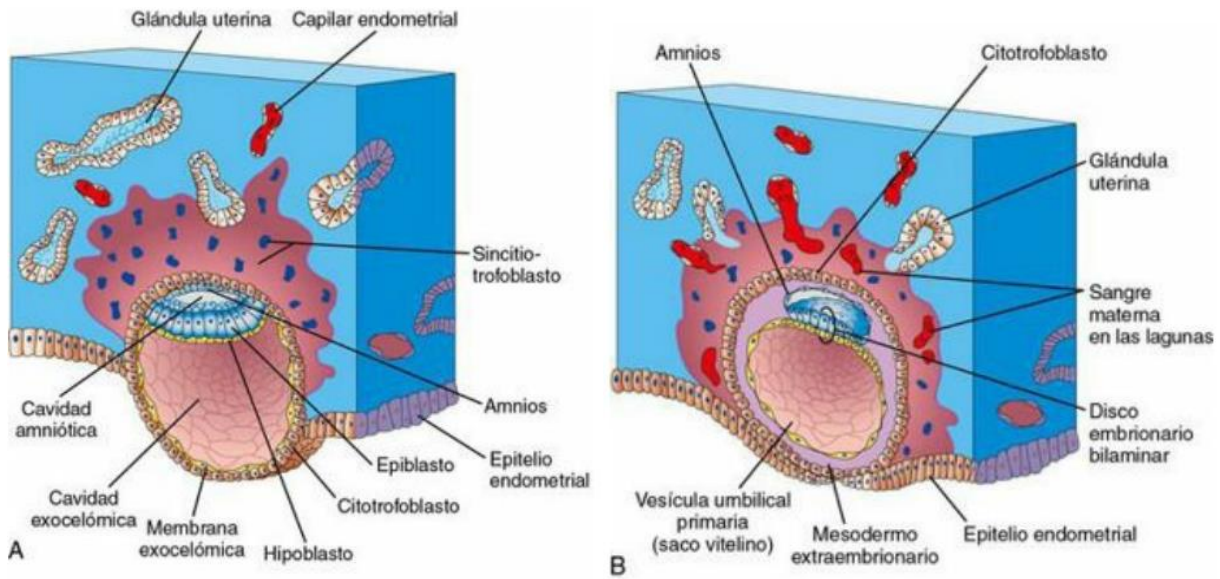 Glándula uterina
Capilar endometrial
Sincitio-
trofoblasto
Amnios
Epitelio
endometrial
Epiblasto
Citotrofoblasto
Hipoblasto
Membrana
exocelómica
Cavidad
exocelómica
Cavidad
amniótica
A
Amnios
Citotrofoblasto
Glándula
uterina
Sangre
materna
en las lagunas
Disco
embrionario
bilaminar
Epitelio endometrial
Mesodermo
extraembrionario
Vesícula umbilical
primaria
(saco vitelino)
B